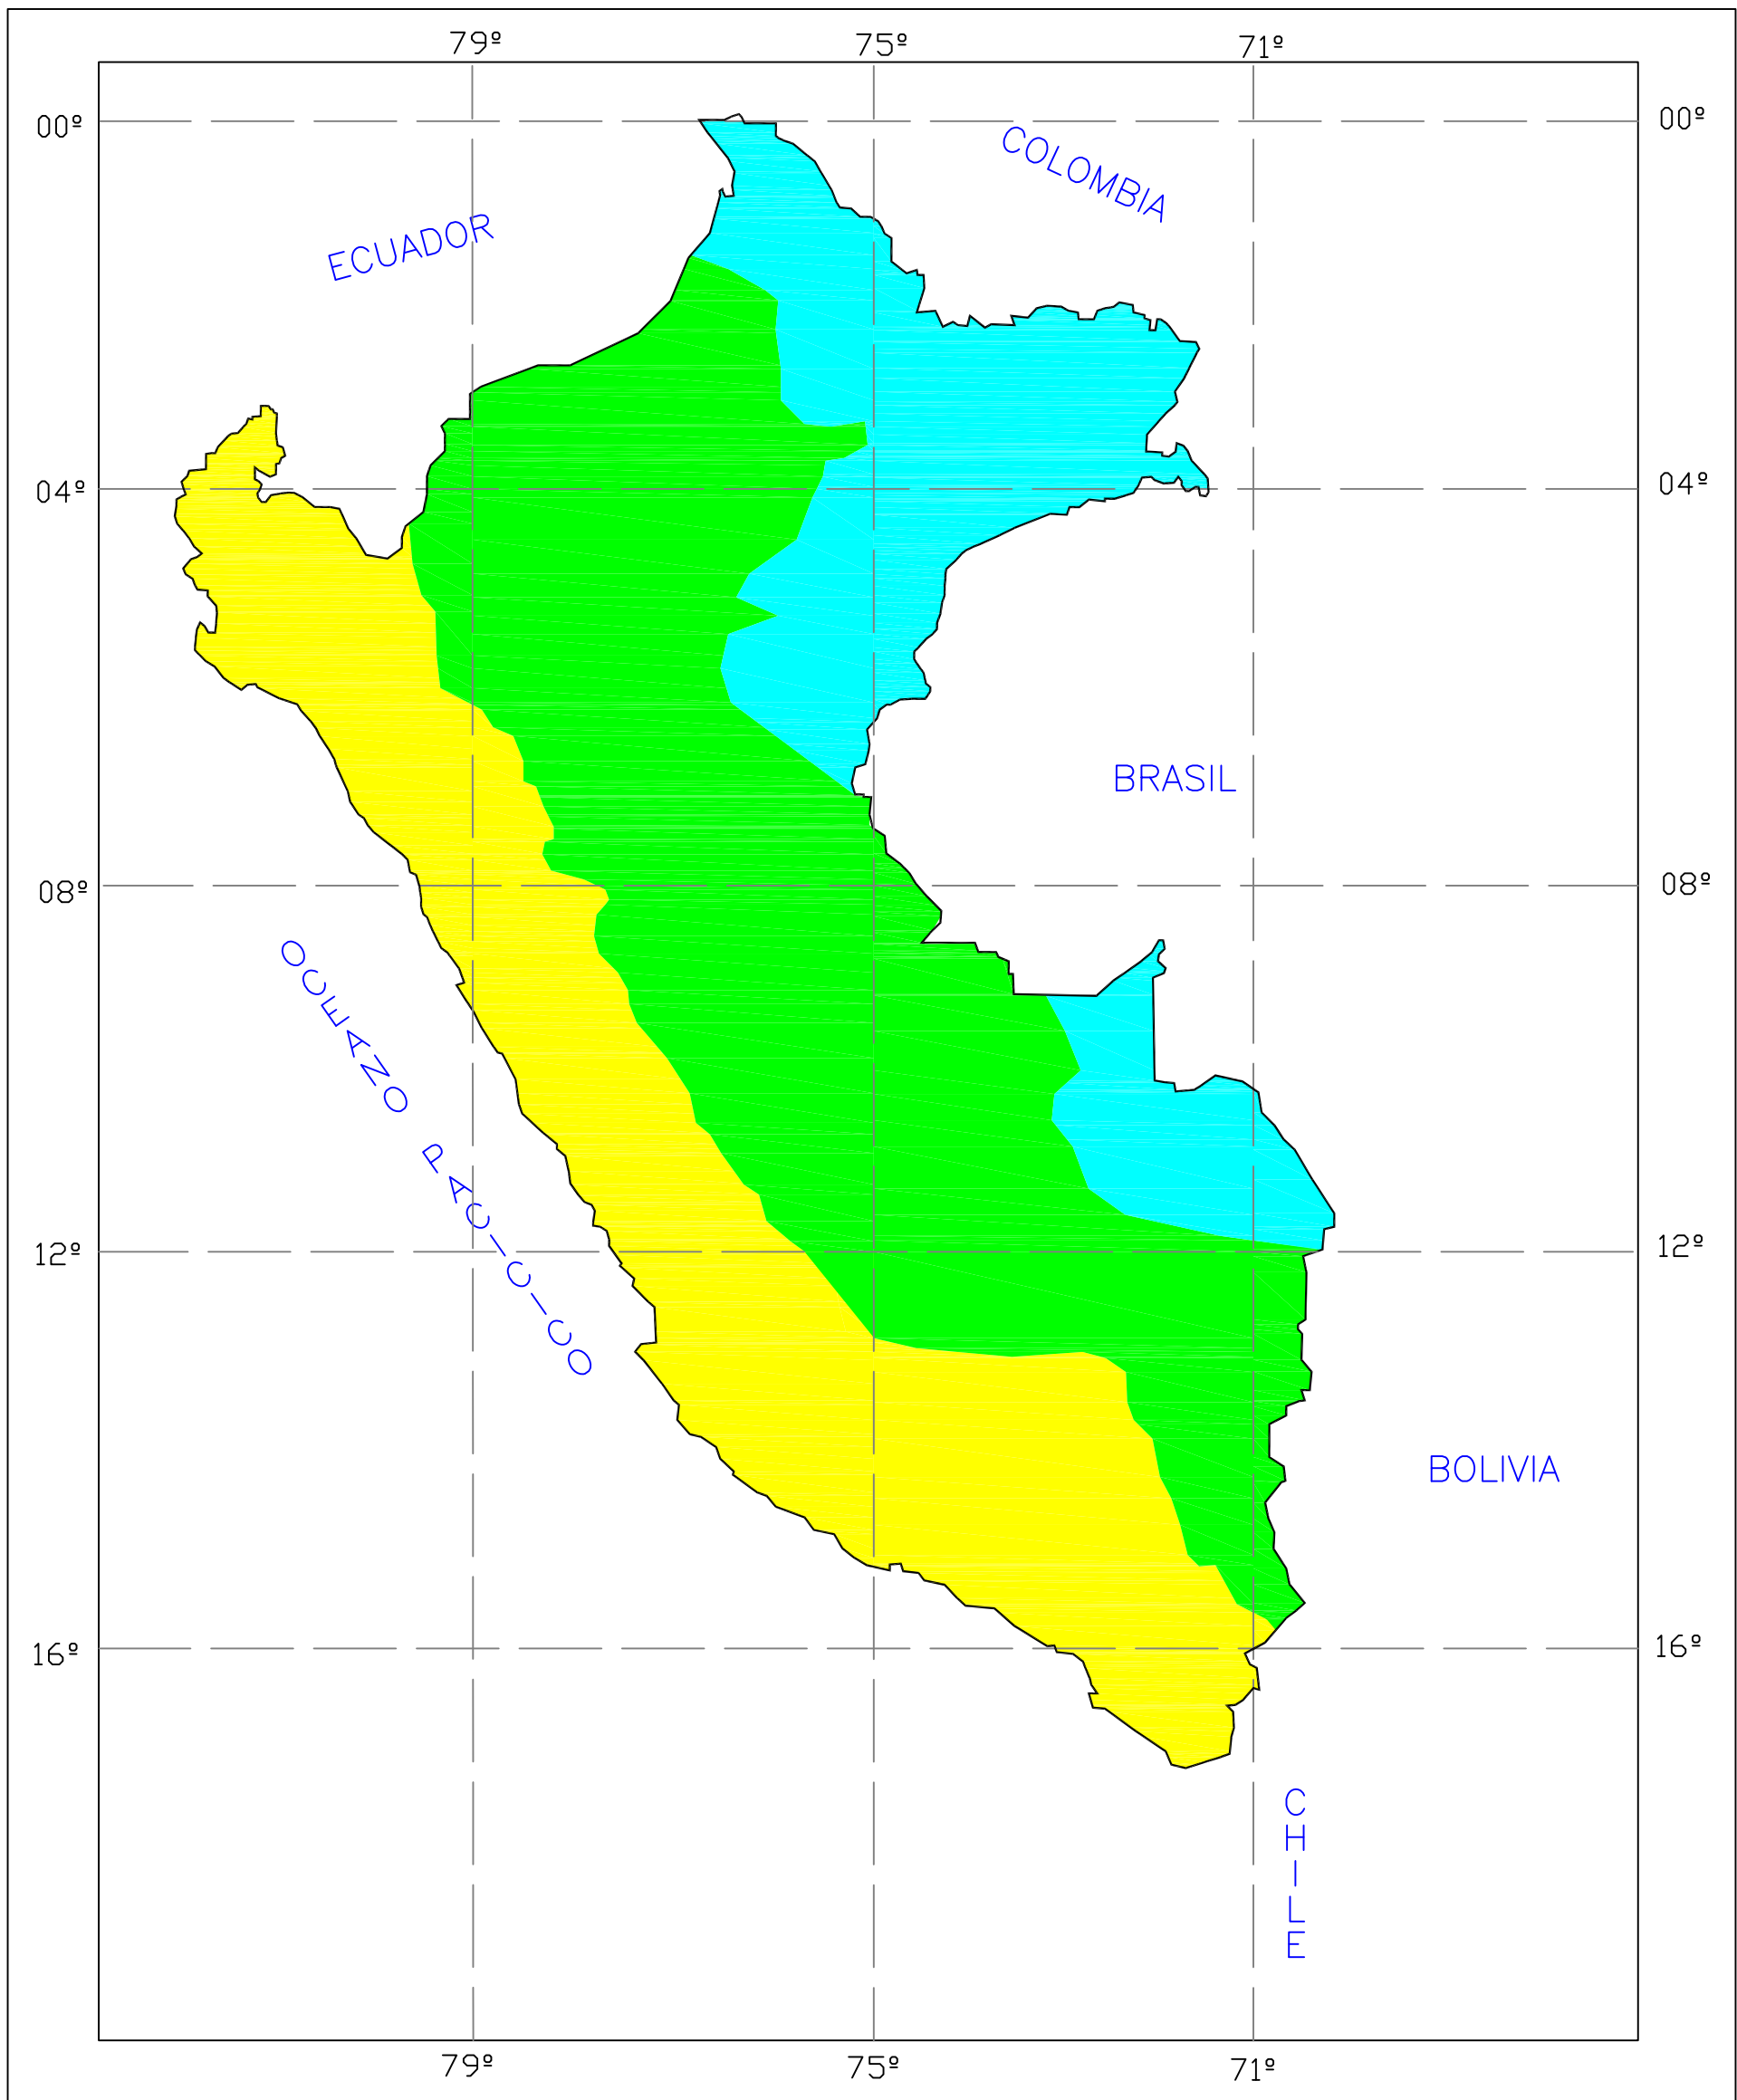 79º 75º 71º
00º 00º
COLOMBIA
ECUADOR
04º 04º
BRASIL
08º 08º
OCEANO PACICICO
12º 12º
BOLIVIA
16º 16º
CHILE
79º 75º 71º